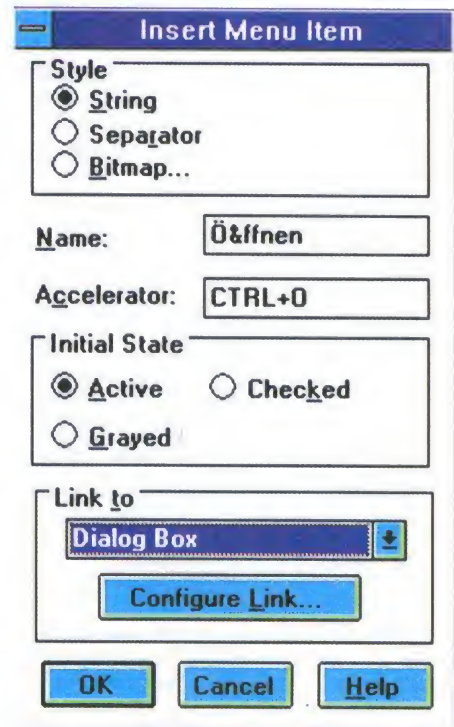 Insert Menu Item
Style
String
Separator
Bitmap...
Name: Ö&ffnen
Accelerator: CTRL+O
Initial State
Active Checked
Grayed
Link to
Dialog Box
Configure Link...
OK Cancel Help